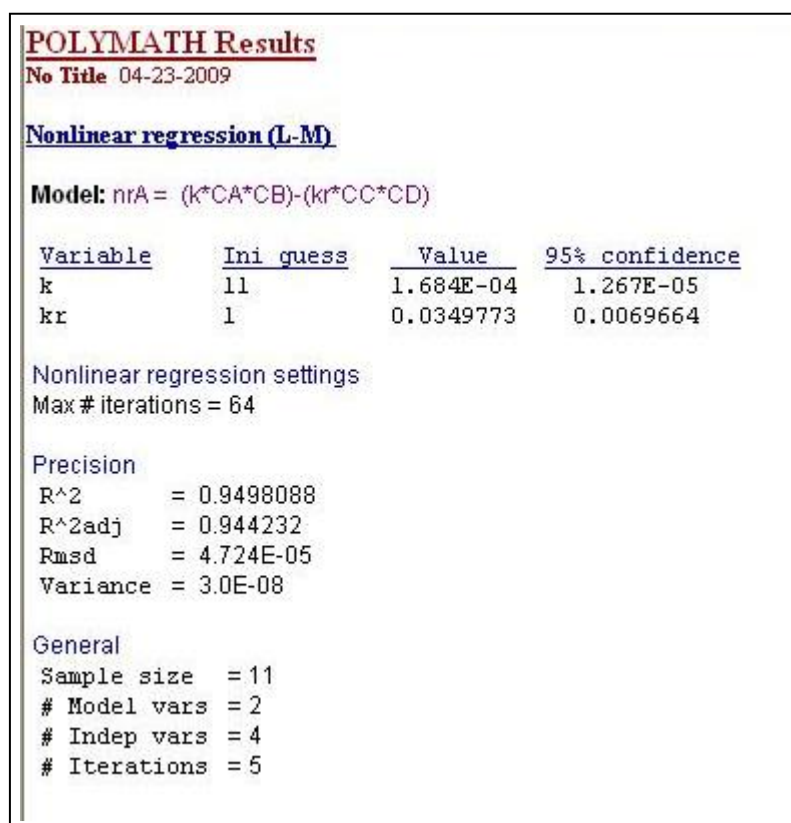 POLYMATH Results
No Title 04-23-2009
Nonlinear regression (L-M)
Model: nrA = (k*CA*CB)-(kr*CC*CD)
Variable Ini guess Value 95% confidence
k 11 1.684E-04 1.267E-05
kr 1 0.0349773 0.0069664
Nonlinear regression settings
Max # iterations = 64
Precision
R^2 = 0.9498088
R^2adj = 0.944232
Rmsd = 4.724E-05
Variance = 3.0E-08
General
Sample size = 11
# Model vars = 2
# Indep vars = 4
# Iterations = 5